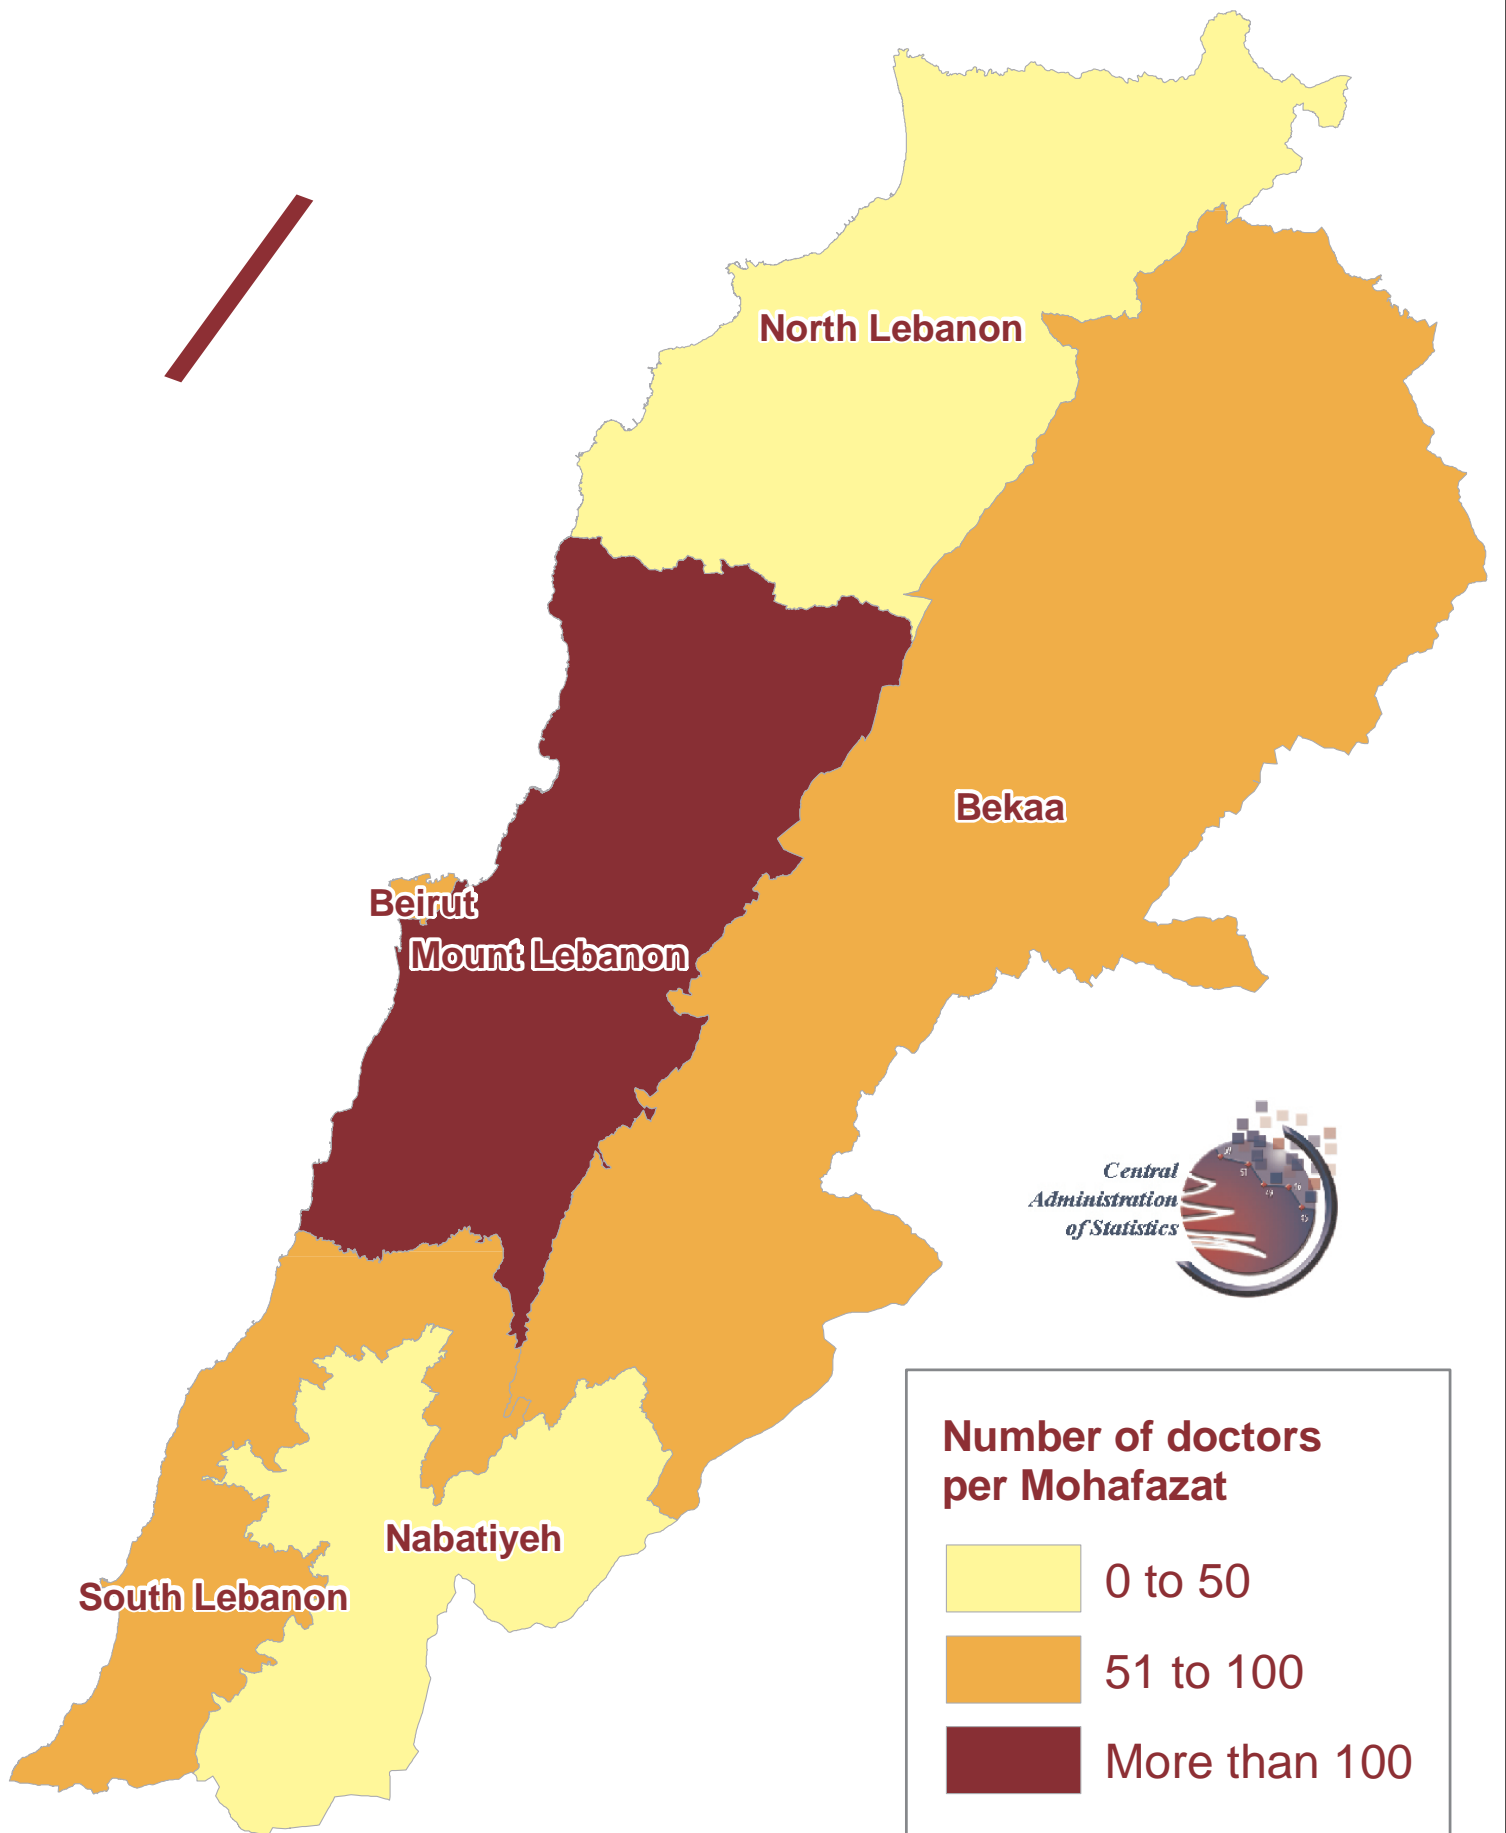 North Lebanon
Bekaa
Beirut
Mount Lebanon
Central
Administration
of Statistics
Number of doctors
per Mohafazat
Nabatiyeh
0 to 50
South Lebanon
51 to 100
More than 100